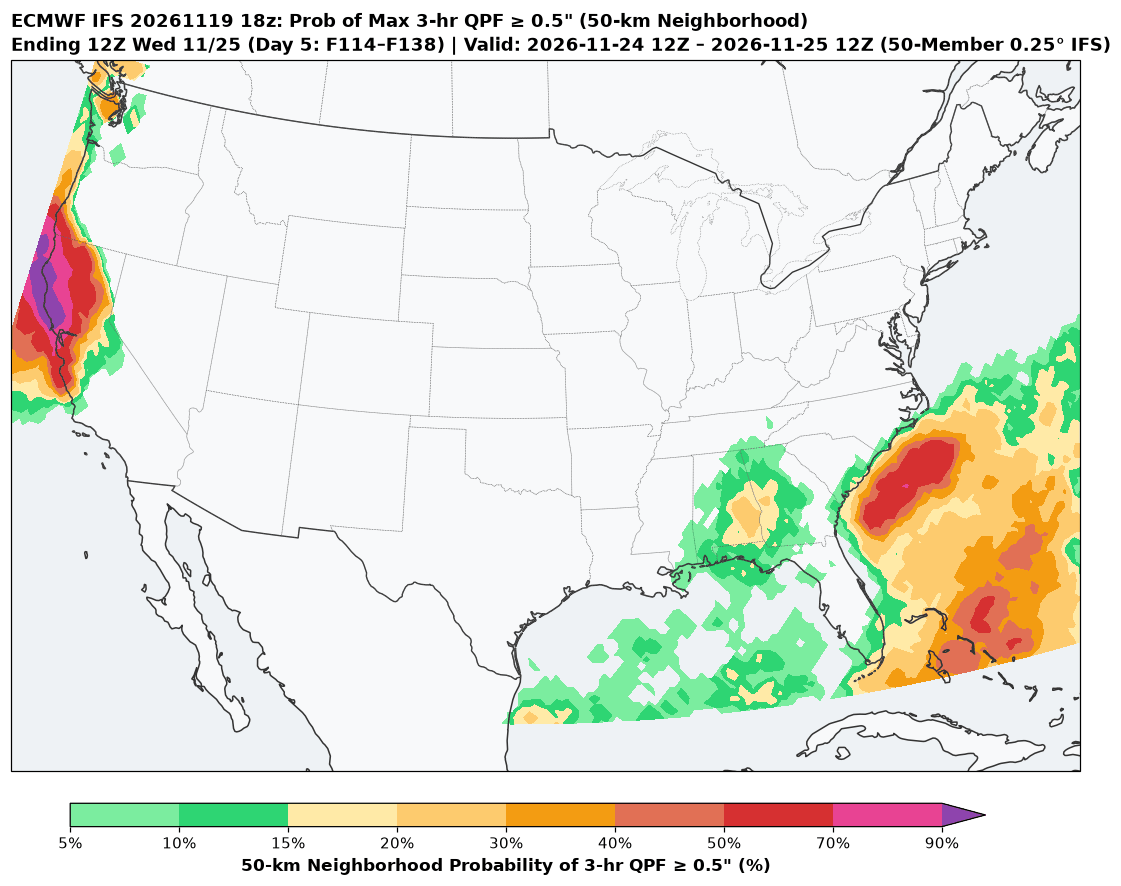 ECMWF IFS 20261119 18z: Prob of Max 3-hr QPF ≥ 0.5" (50-km Neighborhood)
Ending 12Z Wed 11/25 (Day 5: F114–F138) | Valid: 2026-11-24 12Z – 2026-11-25 12Z (50-Member 0.25° IFS)
5% 10% 15% 20% 30% 40% 50% 70% 90%
50-km Neighborhood Probability of 3-hr QPF ≥ 0.5" (%)